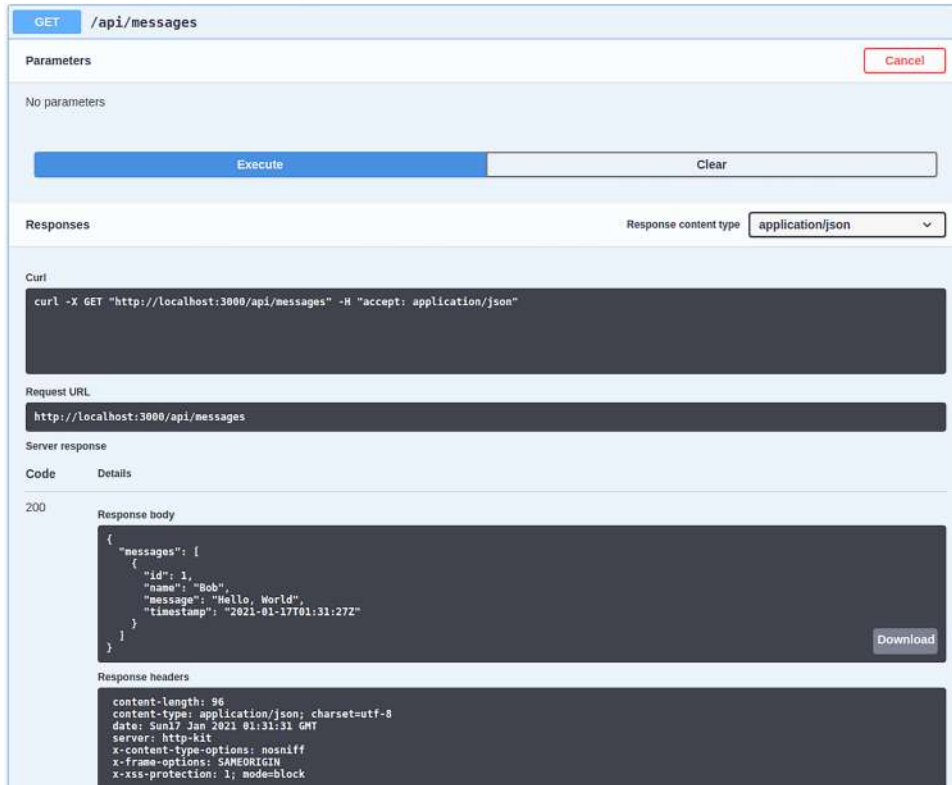 GET /api/messages
Parameters Cancel
No parameters
Execute Clear
Responses Response content type application/json
Curl
curl -X GET "http://localhost:3000/api/messages" -H "accept: application/json"
Request URL
http://localhost:3000/api/messages
Server response
Code Details
200
Response body
{
  "messages": [
    {
      "id": 1,
      "name": "Bob",
      "message": "Hello, World",
      "timestamp": "2021-01-17T01:31:27Z"
    }
  ]
}
Download
Response headers
content-length: 96
content-type: application/json; charset=utf-8
date: Sun17 Jan 2021 01:31:31 GMT
server: http-kit
x-content-type-options: nosniff
x-frame-options: SAMEORIGIN
x-xss-protection: 1; mode=block